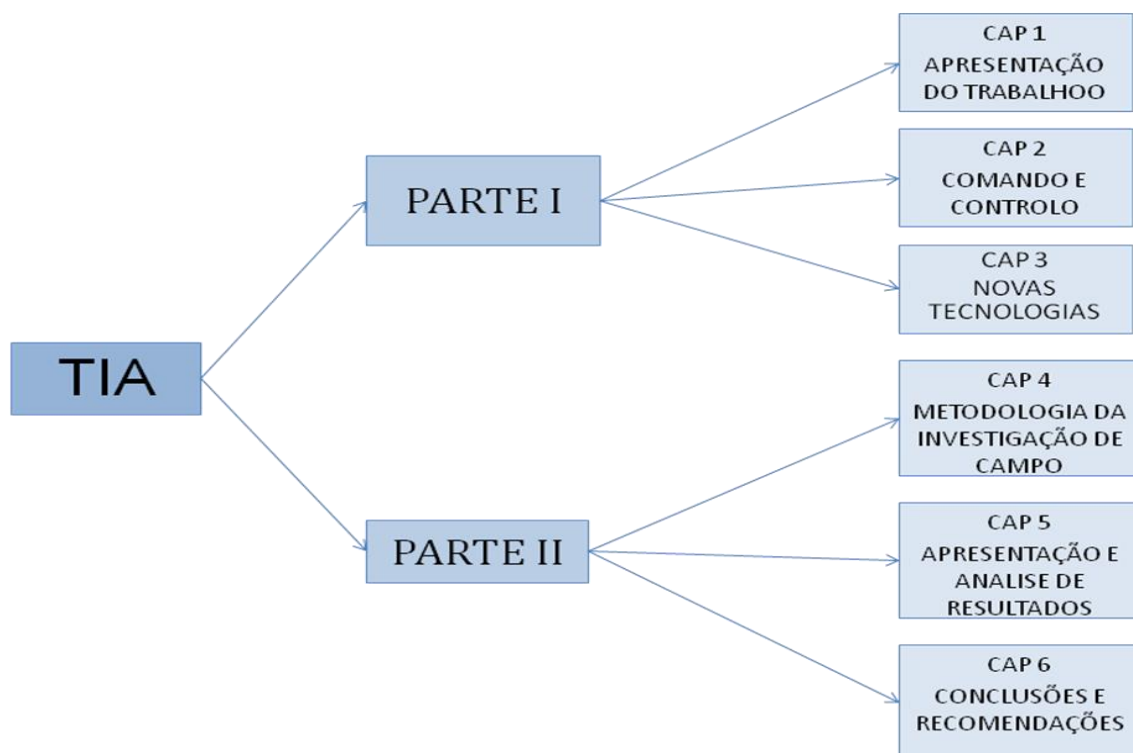 TIA
PARTE I
CAP 1
APRESENTAÇÃO
DO TRABALHOO
CAP 2
COMANDO E
CONTROLO
CAP 3
NOVAS
TECNOLOGIAS
PARTE II
CAP 4
METODOLOGIA DA
INVESTIGAÇÃO DE
CAMPO
CAP 5
APRESENTAÇÃO E
ANALISE DE
RESULTADOS
CAP 6
CONCLUSÕES E
RECOMENDAÇÕES